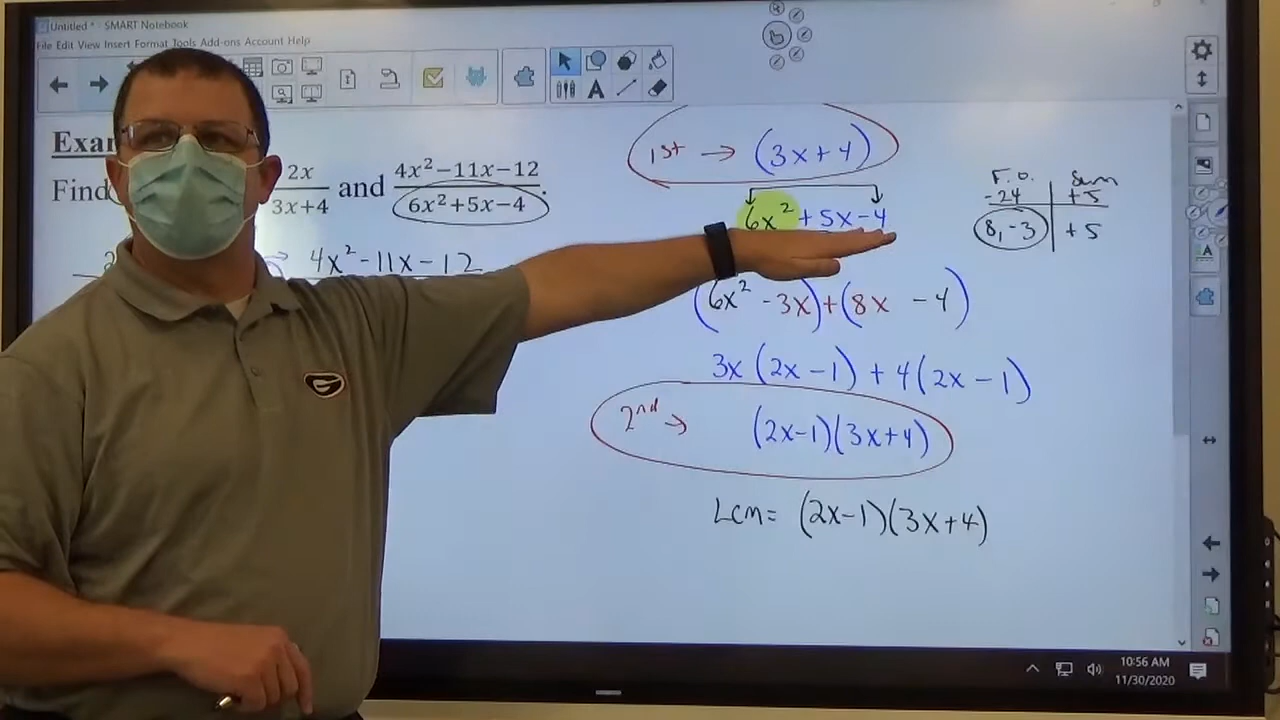 Untitled * - SMART Notebook
File Edit View Insert Format Tools Add-ons Account Help
Find
2x
3x+4
and
4x²−11x−12
6x²+5x−4
.
4x²−11x−12
1st → (3x+4)
6x² +5x−4
F.O. Sum
-24 +5
8,-3 +5
(6x² −3x)+(8x −4)
3x(2x−1)+4(2x−1)
2nd → (2x−1)(3x+4)
Lcm= (2x−1)(3x+4)
10:56 AM
11/30/2020